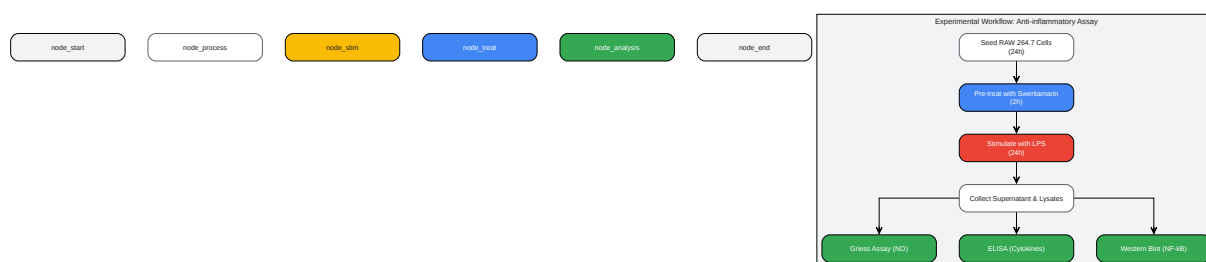 Experimental Workflow: Anti-inflammatory Assay
node_start
node_process
node_stim
node_treat
node_analysis
node_end
Seed RAW 264.7 Cells
(24h)
Pre-treat with Swertiamarin
(2h)
Stimulate with LPS
(24h)
Collect Supernatant & Lysates
Griess Assay (NO)
ELISA (Cytokines)
Western Blot (NF-kB)